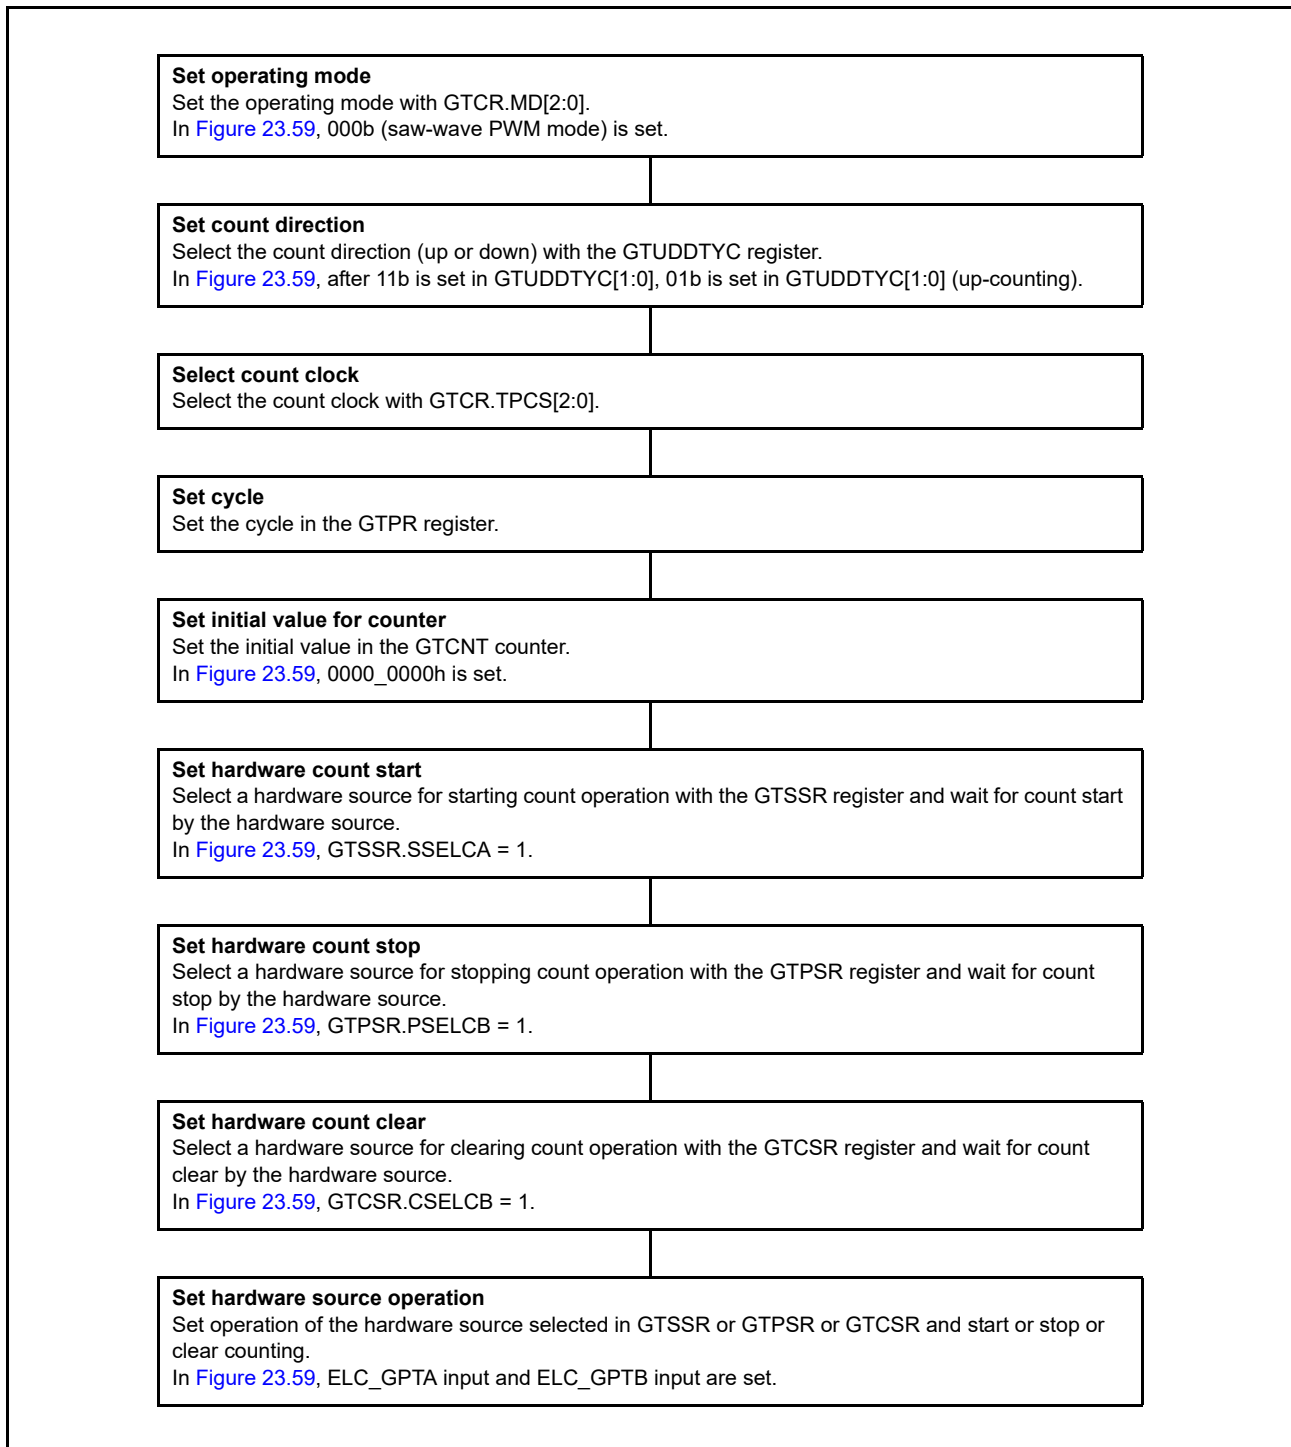 Set operating mode
Set the operating mode with GTCR.MD[2:0].
In Figure 23.59, 000b (saw-wave PWM mode) is set.
Set count direction
Select the count direction (up or down) with the GTUDDTYC register.
In Figure 23.59, after 11b is set in GTUDDTYC[1:0], 01b is set in GTUDDTYC[1:0] (up-counting).
Select count clock
Select the count clock with GTCR.TPCS[2:0].
Set cycle
Set the cycle in the GTPR register.
Set initial value for counter
Set the initial value in the GTCNT counter.
In Figure 23.59, 0000_0000h is set.
Set hardware count start
Select a hardware source for starting count operation with the GTSSR register and wait for count start
by the hardware source.
In Figure 23.59, GTSSR.SSELCA = 1.
Set hardware count stop
Select a hardware source for stopping count operation with the GTPSR register and wait for count
stop by the hardware source.
In Figure 23.59, GTPSR.PSELCB = 1.
Set hardware count clear
Select a hardware source for clearing count operation with the GTCSR register and wait for count
clear by the hardware source.
In Figure 23.59, GTCSR.CSELCB = 1.
Set hardware source operation
Set operation of the hardware source selected in GTSSR or GTPSR or GTCSR and start or stop or
clear counting.
In Figure 23.59, ELC_GPTA input and ELC_GPTB input are set.